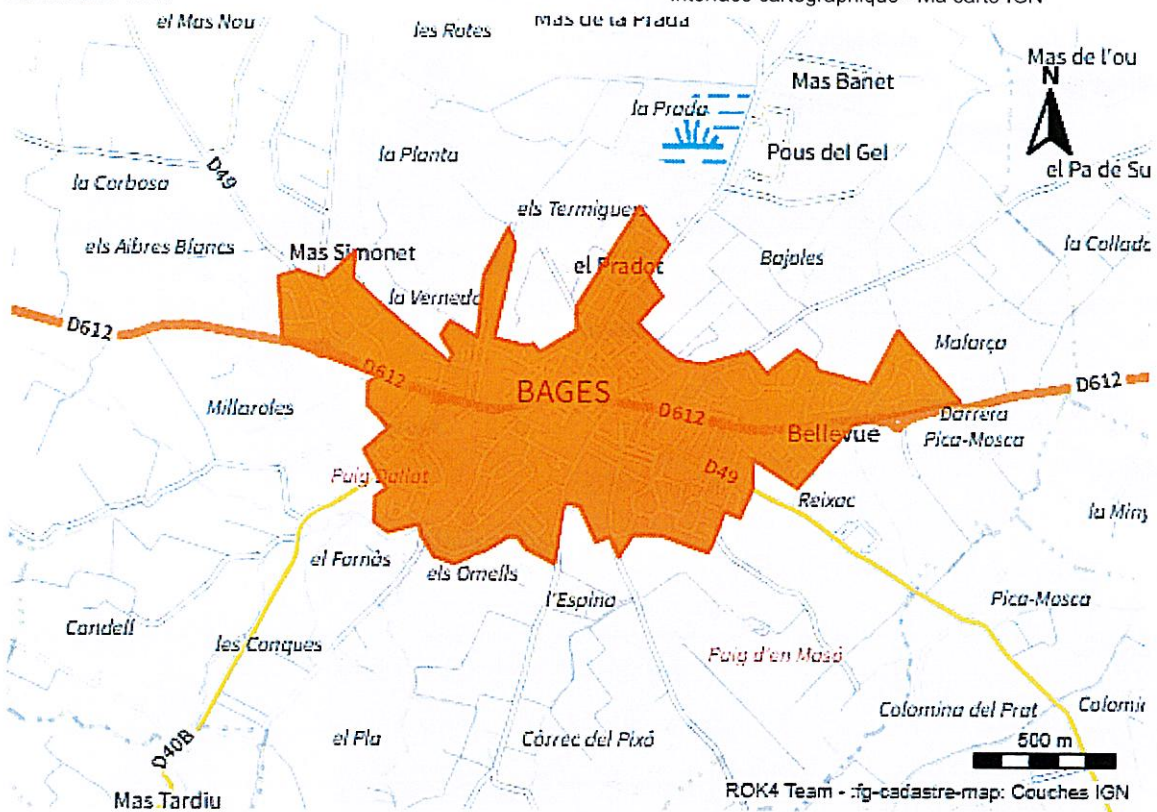 Mas de la Prada
el Mas Nou
les Rotes
Mas de l'ou
Mas Banet
N
la Prada
D49
la Planta
Pous del Gel
el Pa de Su
la Corbosa
els Termiguers
els Albres Blancs
Mas Simonet
el Pradot
Bajoles
la Collada
la Verneda
D612
D612
Malarça
BAGES
D612
D612
Millaroles
Bellevue
Darrera
Pica-Mosca
D49
Puig Dallat
Reixac
la Miny
el Fornàs
els Omells
l'Espina
Pica-Mosca
Candell
les Conques
Puig d'en Masó
Colomina del Prat
Colomin
el Pla
Còrrec del Pixó
500 m
D40B
Mas Tardiu
ROK4 Team -
Couches IGN